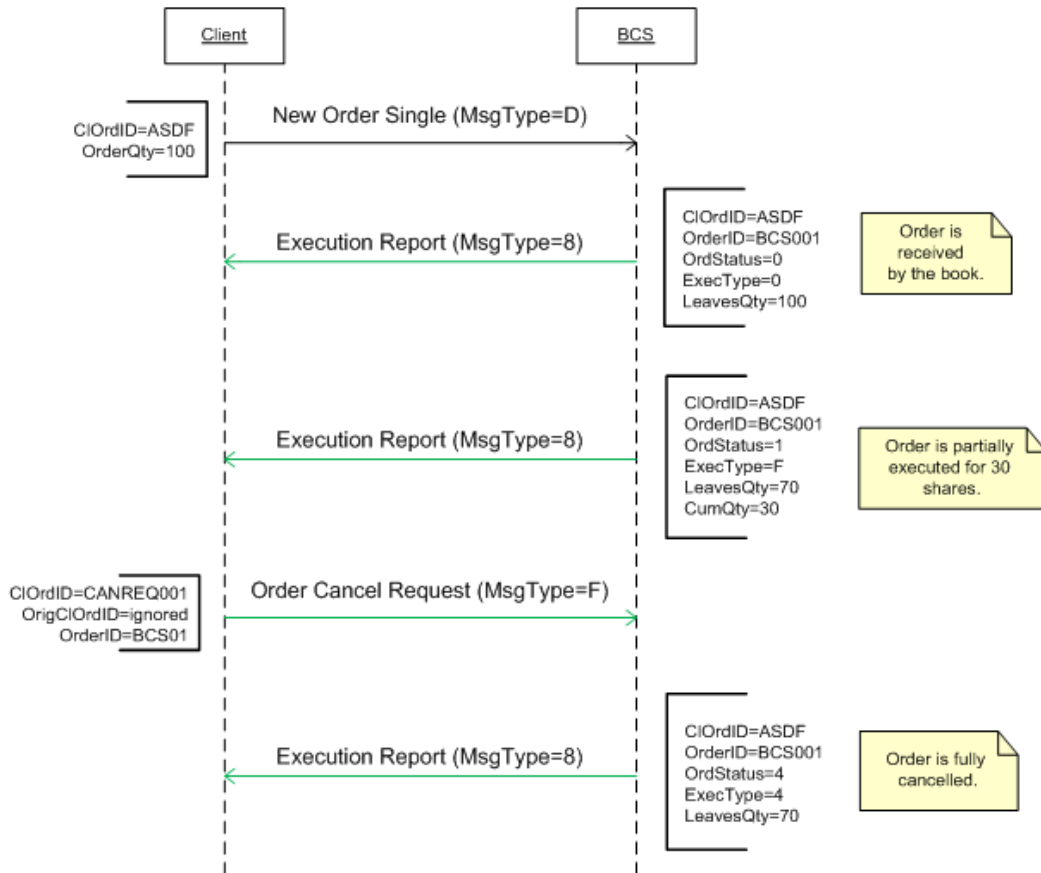 Client
BCS
New Order Single (MsgType=D)
ClOrdID=ASDF
OrderQty=100
Execution Report (MsgType=8)
ClOrdID=ASDF
OrderID=BCS001
OrdStatus=0
ExecType=0
LeavesQty=100
Order is
received
by the book.
Execution Report (MsgType=8)
ClOrdID=ASDF
OrderID=BCS001
OrdStatus=1
ExecType=F
LeavesQty=70
CumQty=30
Order is partially
executed for 30
shares.
ClOrdID=CANREQ001
OrigClOrdID=ignored
OrderID=BCS01
Order Cancel Request (MsgType=F)
Execution Report (MsgType=8)
ClOrdID=ASDF
OrderID=BCS001
OrdStatus=4
ExecType=4
LeavesQty=70
Order is fully
cancelled.